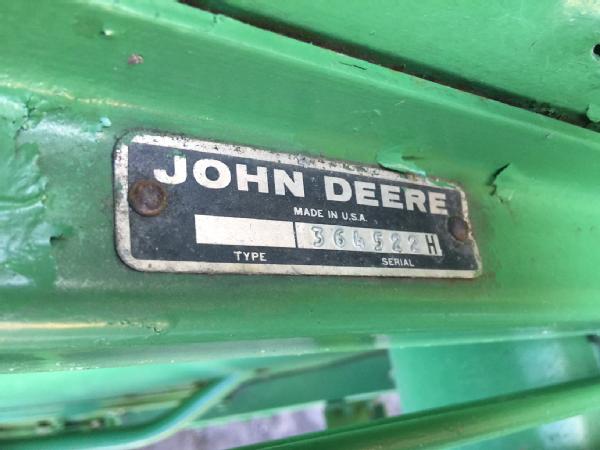 JOHN DEERE
MADE IN U.S.A.
364522H
TYPE SERIAL